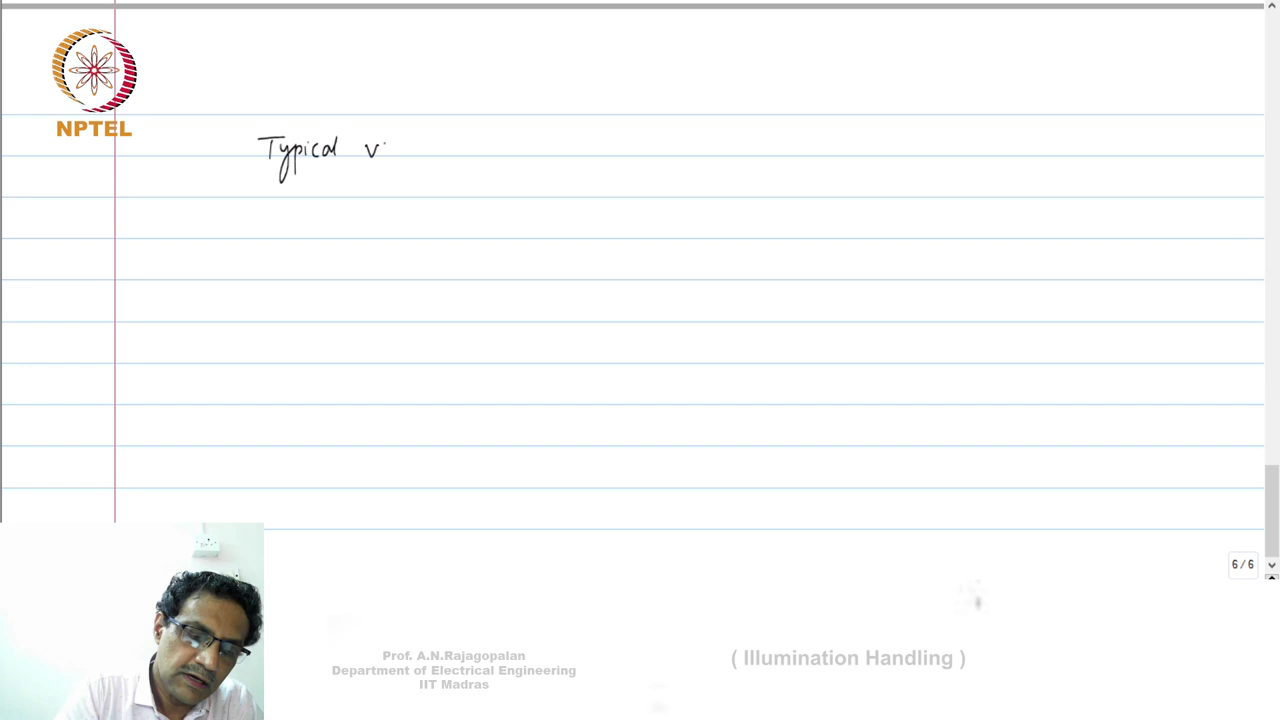 NPTEL
Typical v
6 / 6
Prof. A.N.Rajagopalan
Department of Electrical Engineering
IIT Madras
( Illumination Handling )